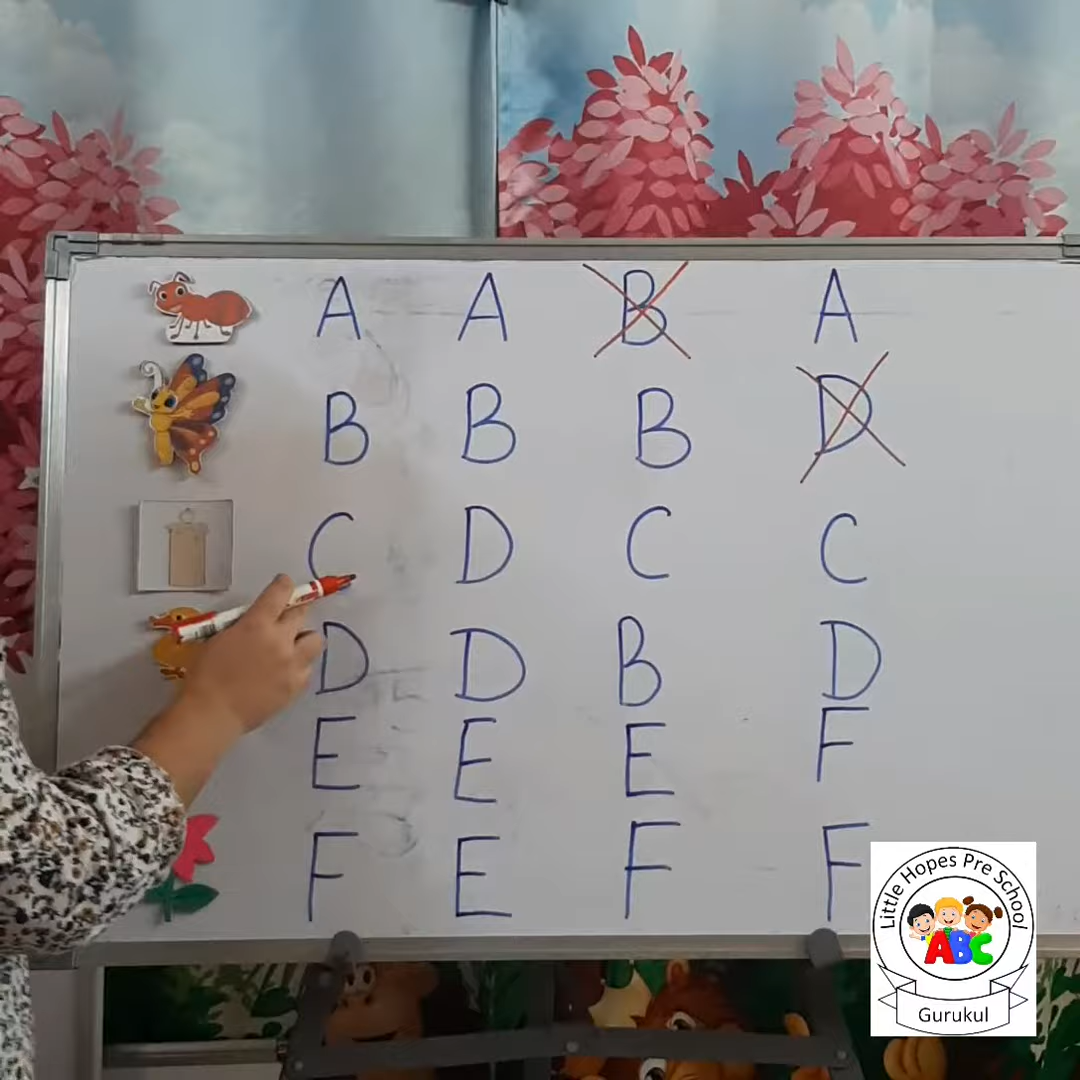 A A B A
B B B D
C D C C
D D B D
E E E F
F E F F
Little Hopes Pre School
ABC
Gurukul